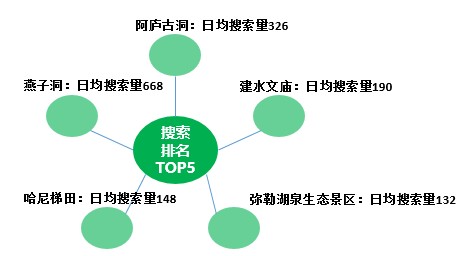 阿庐古洞：日均搜索量326
燕子洞：日均搜索量668
建水文庙：日均搜索量190
搜索
排名
TOP5
哈尼梯田：日均搜索量148
弥勒湖泉生态景区：日均搜索量132